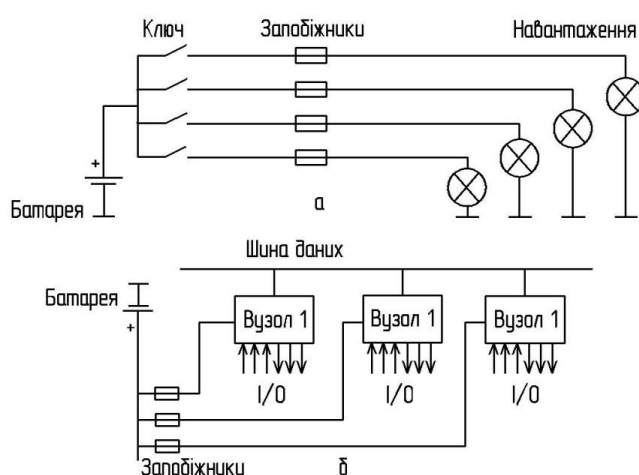 Ключ Запобіжники Навантаження
+
Батарея
а
Шина даних
Батарея
+
Вузол 1 Вузол 1 Вузол 1
I/O I/O I/O
Запобіжники б